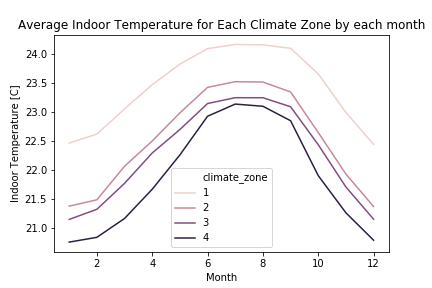 Average Indoor Temperature for Each Climate Zone by each month
24.0
23.5
23.0
22.5
22.0
21.5
21.0
Indoor Temperature [C]
climate_zone
1
2
3
4
2 4 6 8 10 12
Month